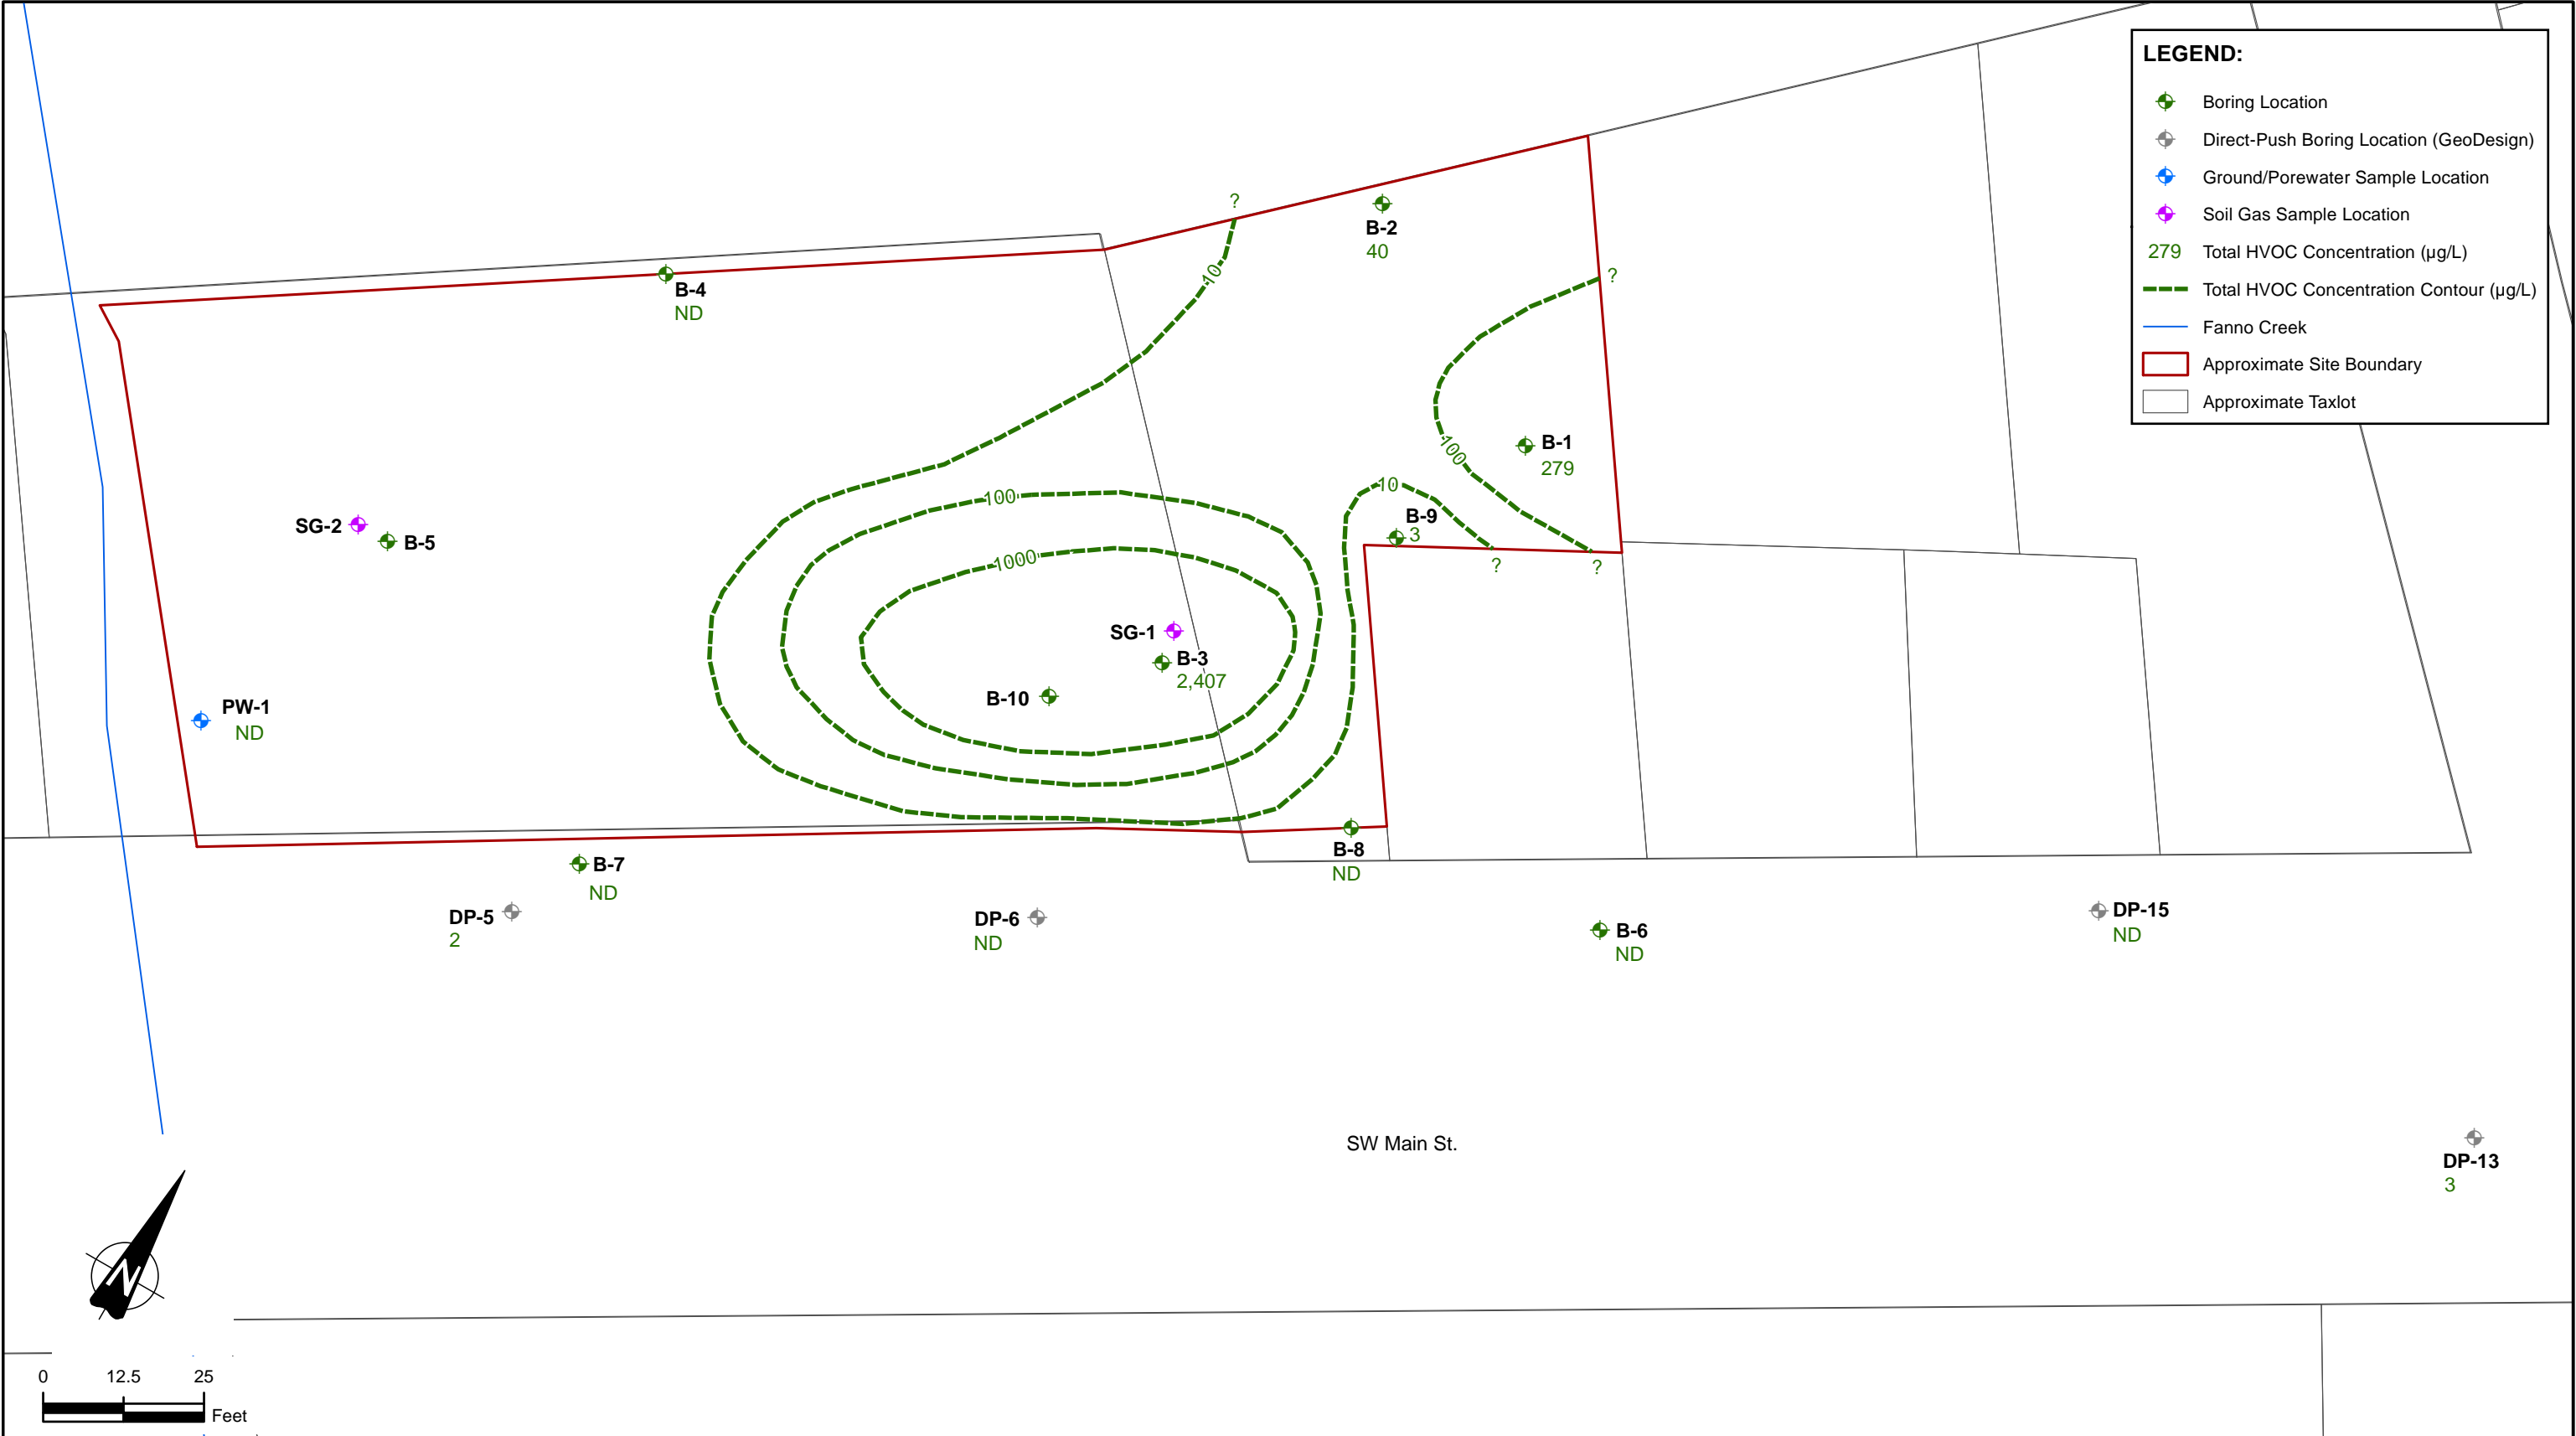 LEGEND:
Boring Location
Direct-Push Boring Location (GeoDesign)
Ground/Porewater Sample Location
Soil Gas Sample Location
279 Total HVOC Concentration (µg/L)
Total HVOC Concentration Contour (µg/L)
Fanno Creek
Approximate Site Boundary
Approximate Taxlot
?
B-2
40
10
?
B-4
ND
B-1
279
100
10
100
B-9
3
SG-2
B-5
1000
?
?
SG-1
B-3
2,407
B-10
PW-1
ND
B-8
ND
B-7
ND
DP-5
2
DP-6
ND
B-6
ND
DP-15
ND
SW Main St.
DP-13
3
N
0 12.5 25
Feet